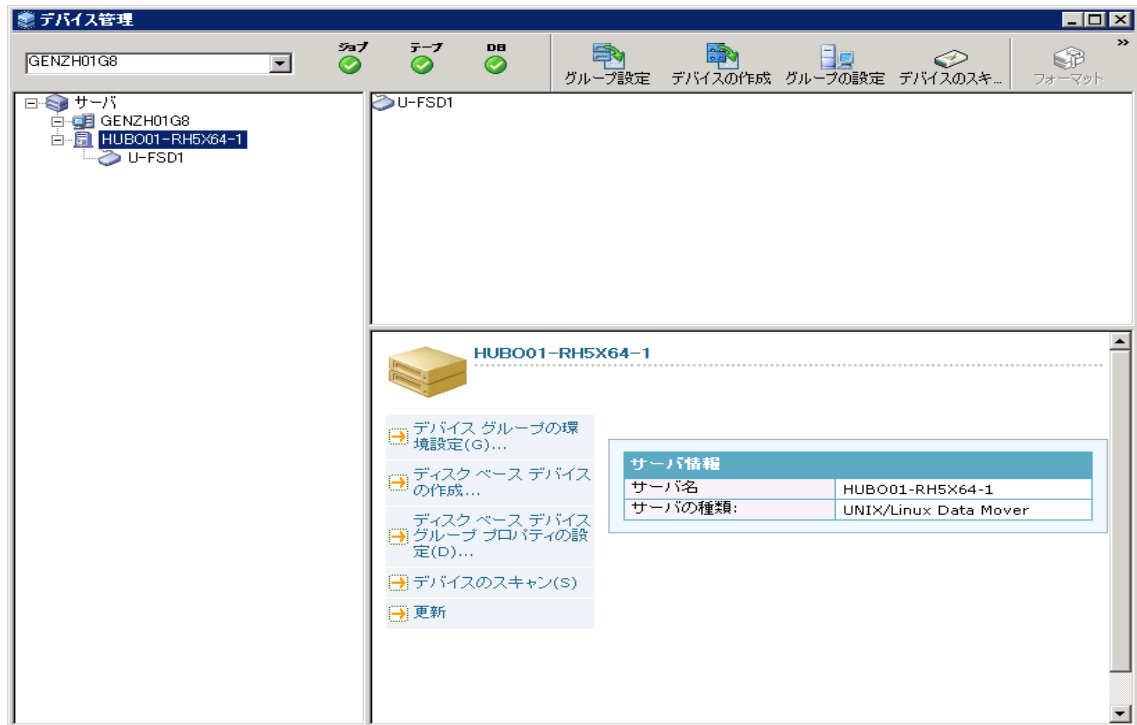 デバイス管理
GENZH01G8
ジョブ
テープ
DB
グループ設定
デバイスの作成
グループの設定
デバイスのスキ...
フォーマット
»
サーバ
GENZH01G8
HUBO01-RH5X64-1
U-FSD1
U-FSD1
HUBO01-RH5X64-1
デバイス グループの環
境設定(G)...
ディスク ベース デバイス
の作成...
ディスク ベース デバイス
グループ プロパティの設
定(D)...
デバイスのスキャン(S)
更新
サーバ情報
サーバ名 HUBO01-RH5X64-1
サーバの種類: UNIX/Linux Data Mover